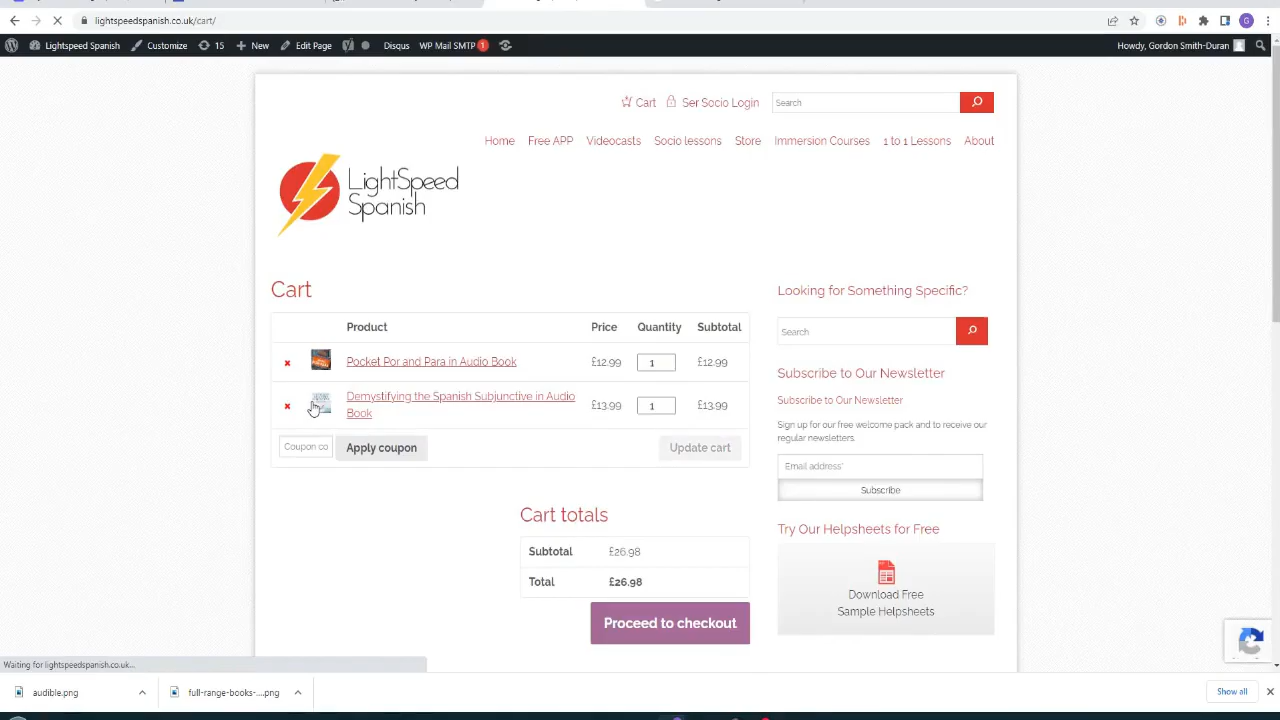 lightspeedspanish.co.uk/cart/
Lightspeed Spanish Customize 15 New Edit Page Disqus WP Mail SMTP 1 Howdy, Gordon Smith-Duran
Cart Ser Socio Login Search
Home Free APP Videocasts Socio lessons Store Immersion Courses 1 to 1 Lessons About
LightSpeed
Spanish
Cart
Product Price Quantity Subtotal
Pocket Por and Para in Audio Book £12.99 1 £12.99
Demystifying the Spanish Subjunctive in Audio
Book £13.99 1 £13.99
Coupon co Apply coupon Update cart
Cart totals
Subtotal £26.98
Total £26.98
Proceed to checkout
Looking for Something Specific?
Search
Subscribe to Our Newsletter
Subscribe to Our Newsletter
Sign up for our free welcome pack and to receive our
regular newsletters.
Email address*
Subscribe
Try Our Helpsheets for Free
Download Free
Sample Helpsheets
Waiting for lightspeedspanish.co.uk...
audible.png full-range-books-....png Show all